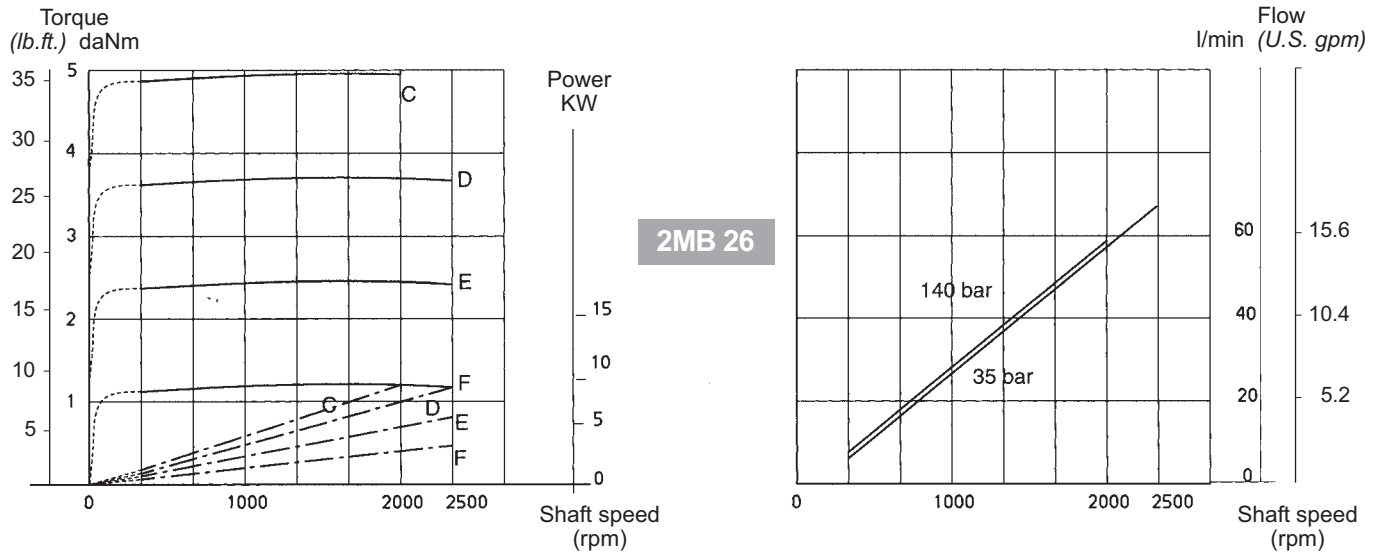 Torque
(lb.ft.) daNm
35
30
25
20
15
10
5
5
4
3
2
1
C
D
E
F
C
D
E
F
0
1000
2000
2500
Shaft speed
(rpm)
Power
KW
15
10
5
0
2MB 26
Flow
l/min (U.S. gpm)
140 bar
35 bar
60
40
20
0
15.6
10.4
5.2
0
1000
2000
2500
Shaft speed
(rpm)